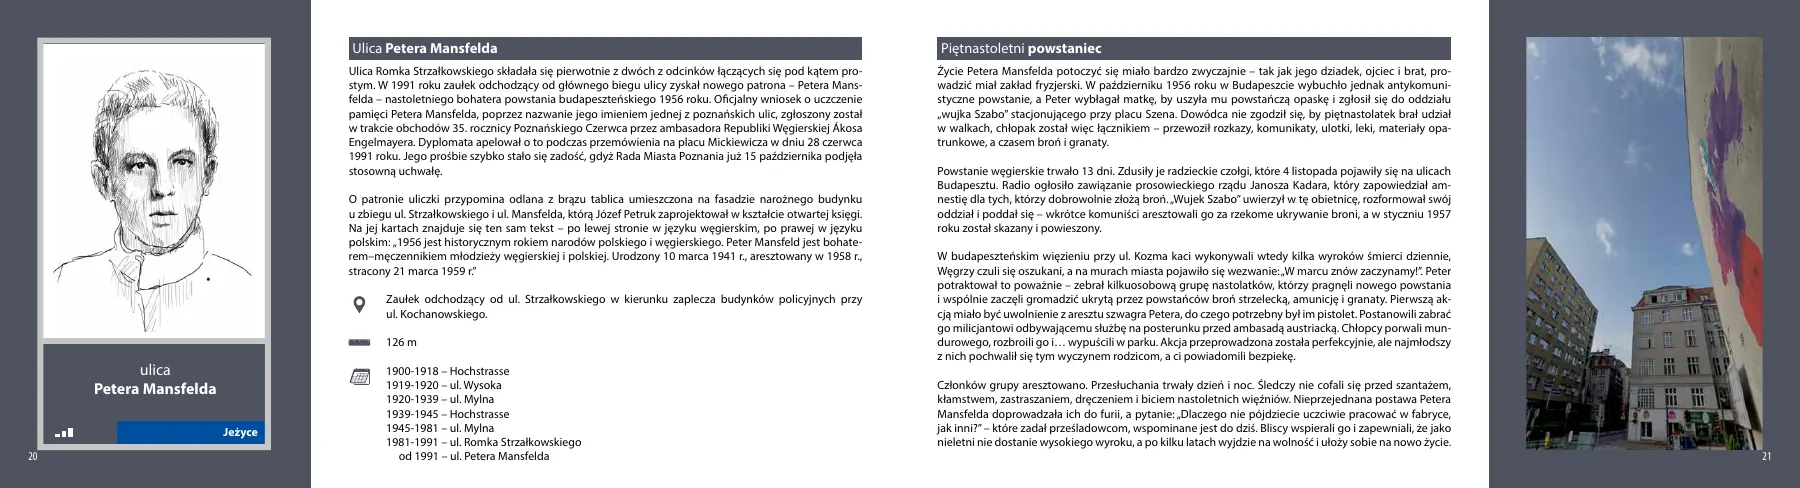 ulica
Petera Mansfelda
Jeżyce
20
Ulica Petera Mansfelda
Ulica Romka Strzałkowskiego składała się pierwotnie z dwóch z odcinków łączących się pod kątem pro-
stym. W 1991 roku zaułek odchodzący od głównego biegu ulicy zyskał nowego patrona – Petera Mans-
felda – nastoletniego bohatera powstania budapeszteńskiego 1956 roku. Oficjalny wniosek o uczczenie
pamięci Petera Mansfelda, poprzez nazwanie jego imieniem jednej z poznańskich ulic, zgłoszony został
w trakcie obchodów 35. rocznicy Poznańskiego Czerwca przez ambasadora Republiki Węgierskiej Ákosa
Engelmayera. Dyplomata apelował o to podczas przemówienia na placu Mickiewicza w dniu 28 czerwca
1991 roku. Jego prośbie szybko stało się zadość, gdyż Rada Miasta Poznania już 15 października podjęła
stosowną uchwałę.
O patronie uliczki przypomina odlana z brązu tablica umieszczona na fasadzie narożnego budynku
u zbiegu ul. Strzałkowskiego i ul. Mansfelda, którą Józef Petruk zaprojektował w kształcie otwartej księgi.
Na jej kartach znajduje się ten sam tekst – po lewej stronie w języku węgierskim, po prawej w języku
polskim: „1956 jest historycznym rokiem narodów polskiego i węgierskiego. Peter Mansfeld jest bohate-
rem–męczennikiem młodzieży węgierskiej i polskiej. Urodzony 10 marca 1941 r., aresztowany w 1958 r.,
stracony 21 marca 1959 r.”
Zaułek odchodzący od ul. Strzałkowskiego w kierunku zaplecza budynków policyjnych przy
ul. Kochanowskiego.
126 m
1900-1918 – Hochstrasse
1919-1920 – ul. Wysoka
1920-1939 – ul. Mylna
1939-1945 – Hochstrasse
1945-1981 – ul. Mylna
1981-1991 – ul. Romka Strzałkowskiego
od 1991 – ul. Petera Mansfelda
Piętnastoletni powstaniec
Życie Petera Mansfelda potoczyć się miało bardzo zwyczajnie – tak jak jego dziadek, ojciec i brat, pro-
wadzić miał zakład fryzjerski. W październiku 1956 roku w Budapeszcie wybuchło jednak antykomuni-
styczne powstanie, a Peter wybłagał matkę, by uszyła mu powstańczą opaskę i zgłosił się do oddziału
„wujka Szabo” stacjonującego przy placu Szena. Dowódca nie zgodził się, by piętnastolatek brał udział
w walkach, chłopak został więc łącznikiem – przewoził rozkazy, komunikaty, ulotki, leki, materiały opa-
trunkowe, a czasem broń i granaty.
Powstanie węgierskie trwało 13 dni. Zdusiły je radzieckie czołgi, które 4 listopada pojawiły się na ulicach
Budapesztu. Radio ogłosiło zawiązanie prosowieckiego rządu Janosza Kadara, który zapowiedział am-
nestię dla tych, którzy dobrowolnie złożą broń. „Wujek Szabo” uwierzył w tę obietnicę, rozformował swój
oddział i poddał się – wkrótce komuniści aresztowali go za rzekome ukrywanie broni, a w styczniu 1957
roku został skazany i powieszony.
W budapeszteńskim więzieniu przy ul. Kozma kaci wykonywali wtedy kilka wyroków śmierci dziennie,
Węgrzy czuli się oszukani, a na murach miasta pojawiło się wezwanie: „W marcu znów zaczynamy!”. Peter
potraktował to poważnie – zebrał kilkuosobową grupę nastolatków, którzy pragnęli nowego powstania
i wspólnie zaczęli gromadzić ukrytą przez powstańców broń strzelecką, amunicję i granaty. Pierwszą ak-
cją miało być uwolnienie z aresztu szwagra Petera, do czego potrzebny był im pistolet. Postanowili zabrać
go milicjantowi odbywającemu służbę na posterunku przed ambasadą austriacką. Chłopcy porwali mun-
durowego, rozbroili go i… wypuścili w parku. Akcja przeprowadzona została perfekcyjnie, ale najmłodszy
z nich pochwalił się tym wyczynem rodzicom, a ci powiadomili bezpiekę.
Członków grupy aresztowano. Przesłuchania trwały dzień i noc. Śledczy nie cofali się przed szantażem,
kłamstwem, zastraszaniem, dręczeniem i biciem nastoletnich więźniów. Nieprzejednana postawa Petera
Mansfelda doprowadzała ich do furii, a pytanie: „Dlaczego nie pójdziecie uczciwie pracować w fabryce,
jak inni?” – które zadał prześladowcom, wspominane jest do dziś. Bliscy wspierali go i zapewniali, że jako
nieletni nie dostanie wysokiego wyroku, a po kilku latach wyjdzie na wolność i ułoży sobie na nowo życie.
21